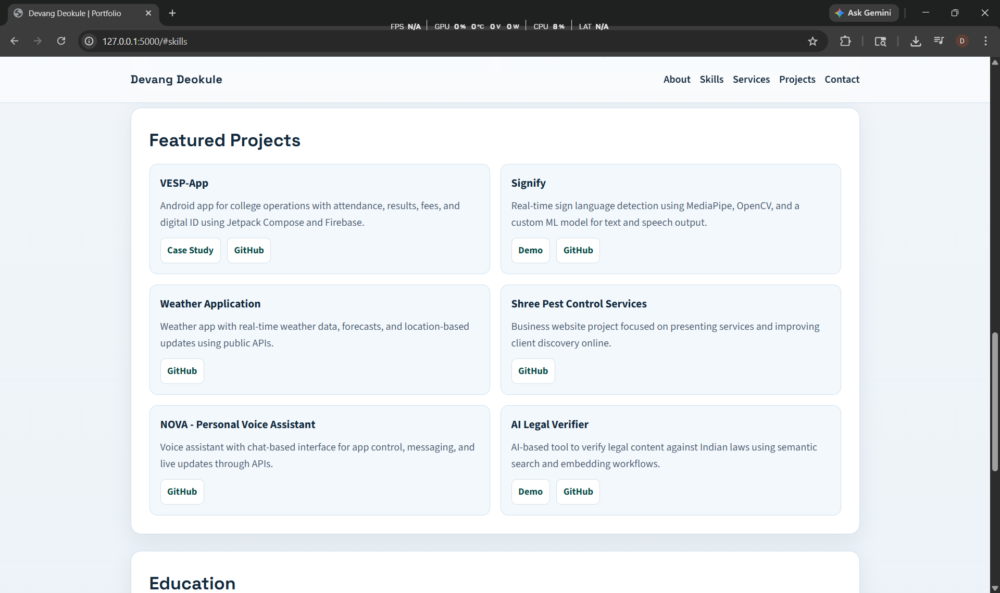 Devang Deokule | Portfolio
Ask Gemini
FPS N/A GPU 0% 0°C 0V 0W CPU 8% LAT N/A
127.0.0.1:5000/#skills
D
Devang Deokule
About Skills Services Projects Contact
Featured Projects
VESP-App
Android app for college operations with attendance, results, fees, and
digital ID using Jetpack Compose and Firebase.
Case Study GitHub
Signify
Real-time sign language detection using MediaPipe, OpenCV, and a
custom ML model for text and speech output.
Demo GitHub
Weather Application
Weather app with real-time weather data, forecasts, and location-based
updates using public APIs.
GitHub
Shree Pest Control Services
Business website project focused on presenting services and improving
client discovery online.
GitHub
NOVA - Personal Voice Assistant
Voice assistant with chat-based interface for app control, messaging, and
live updates through APIs.
GitHub
AI Legal Verifier
AI-based tool to verify legal content against Indian laws using semantic
search and embedding workflows.
Demo GitHub
Education